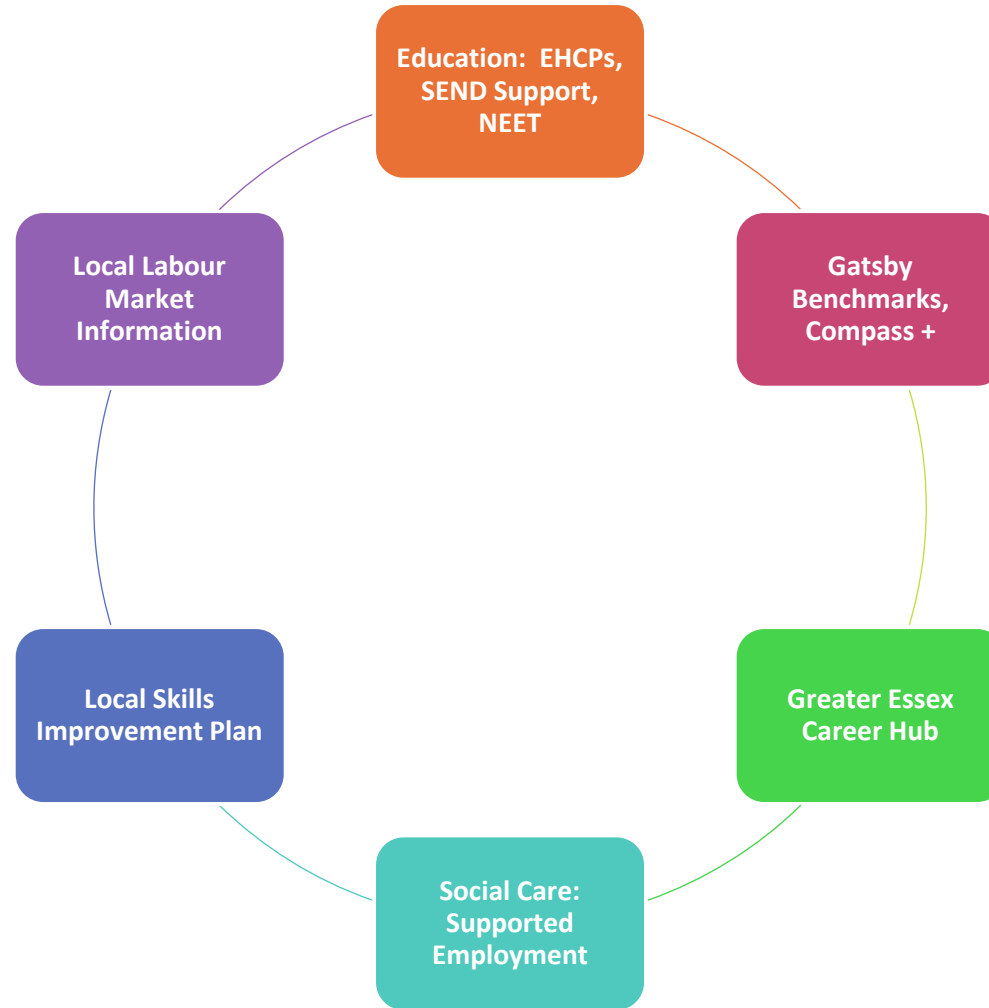 Education:  EHCPs,
SEND Support,
NEET
Gatsby
Benchmarks,
Compass +
Greater Essex
Career Hub
Social Care:
Supported
Employment
Local Skills
Improvement Plan
Local Labour
Market
Information